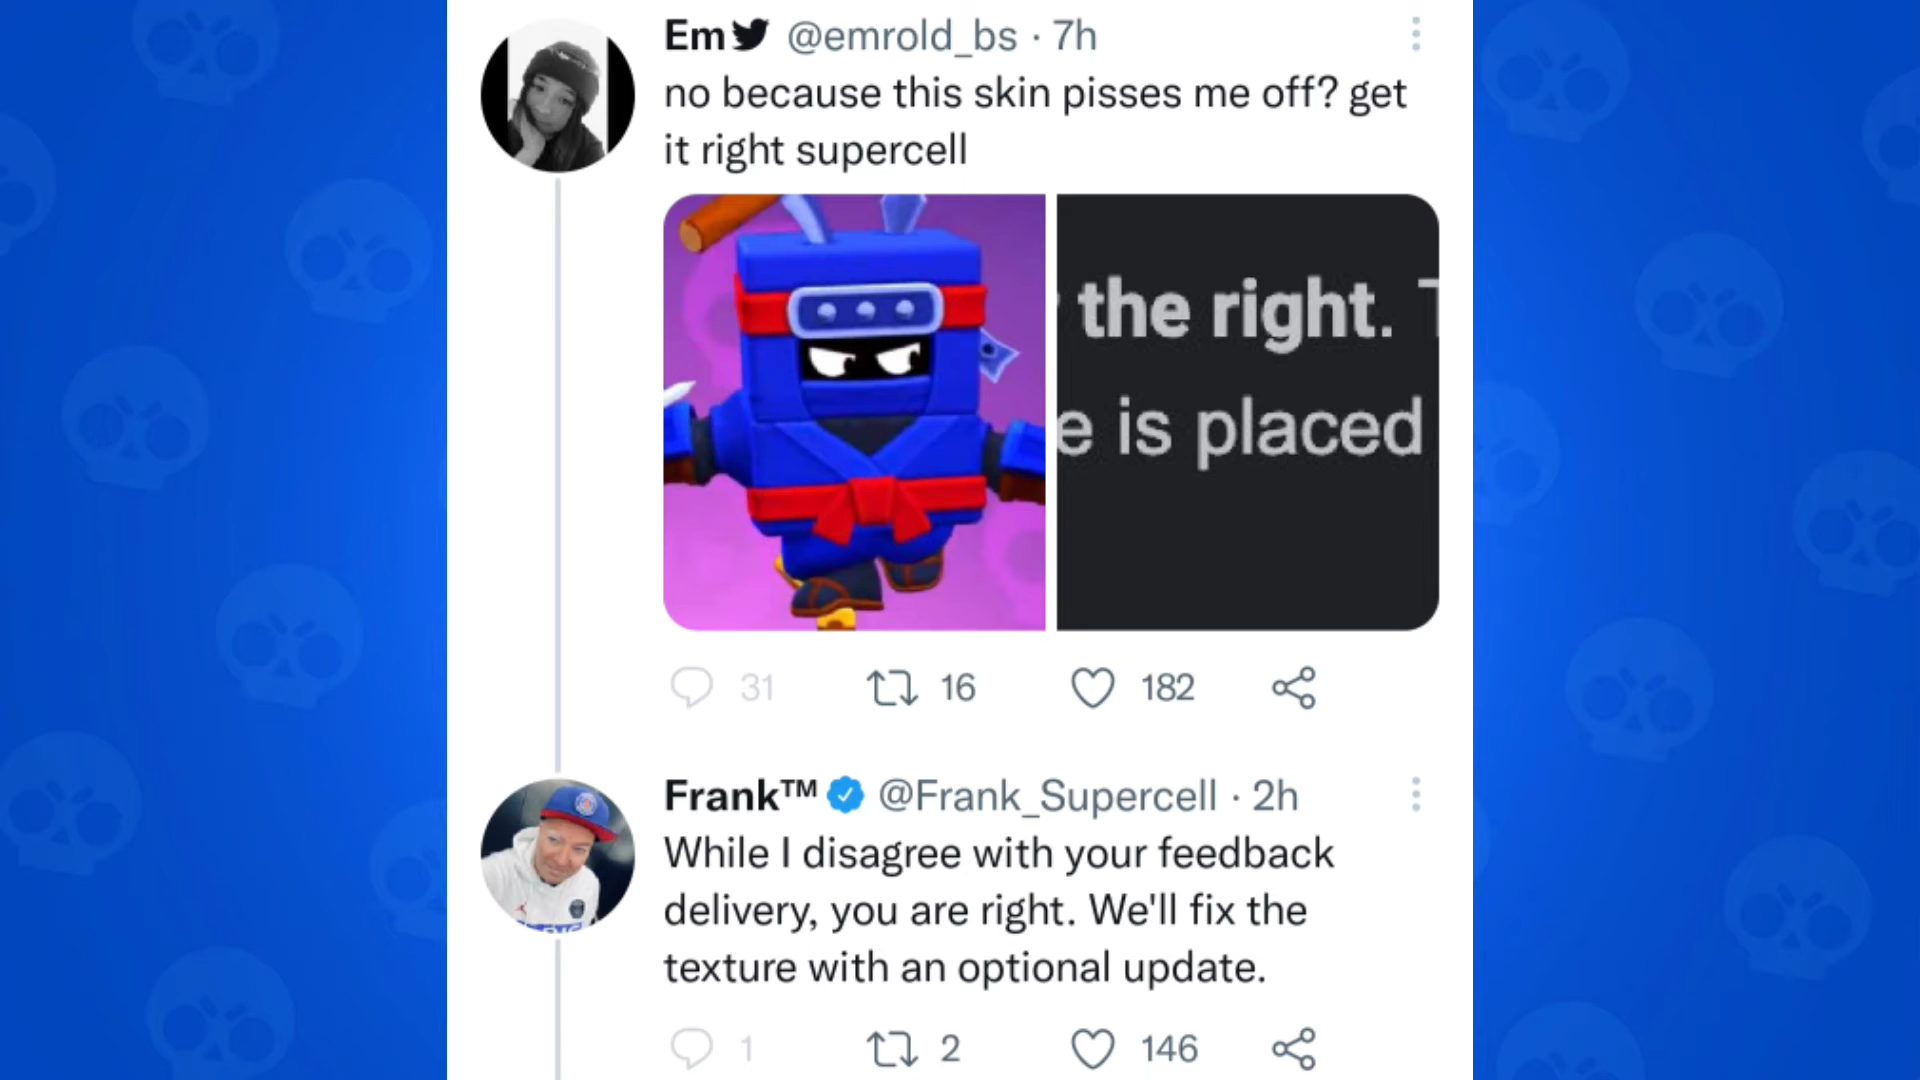 Em @emrold_bs · 7h
no because this skin pisses me off? get
it right supercell
the right.
e is placed
31 16 182
Frank™ @Frank_Supercell · 2h
While I disagree with your feedback
delivery, you are right. We'll fix the
texture with an optional update.
1 2 146